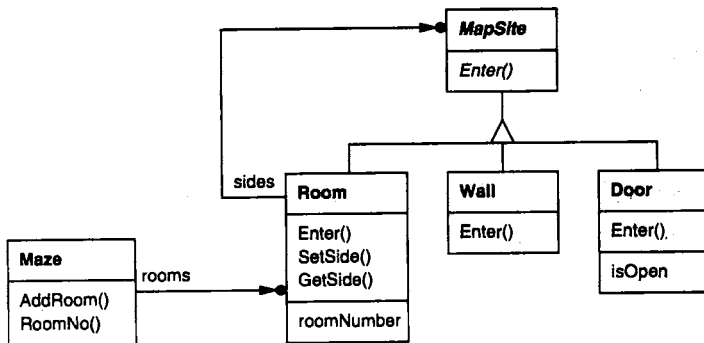 MapSite
Enter()
sides
Room
Enter()
SetSide()
GetSide()
roomNumber
Wall
Enter()
Door
Enter()
isOpen
Maze
AddRoom()
RoomNo()
rooms